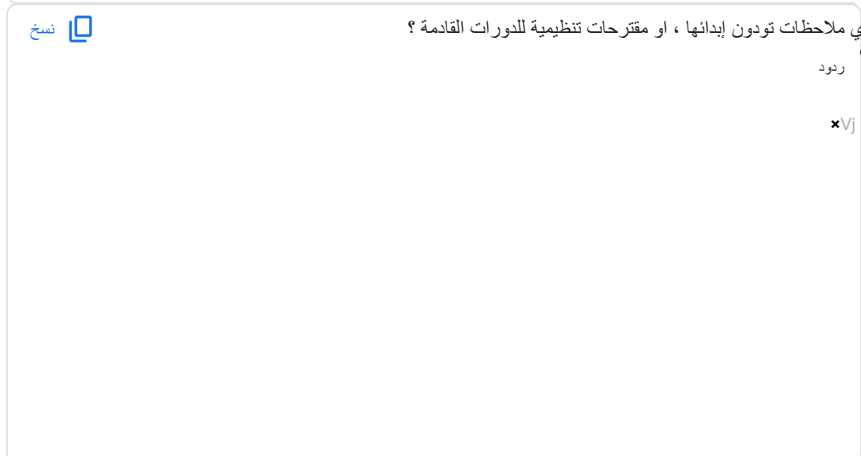 ي ملاحظات تودون إبدائها ، او مقترحات تنظيمية للدورات القادمة ؟
نسخ
ردود
×Vj